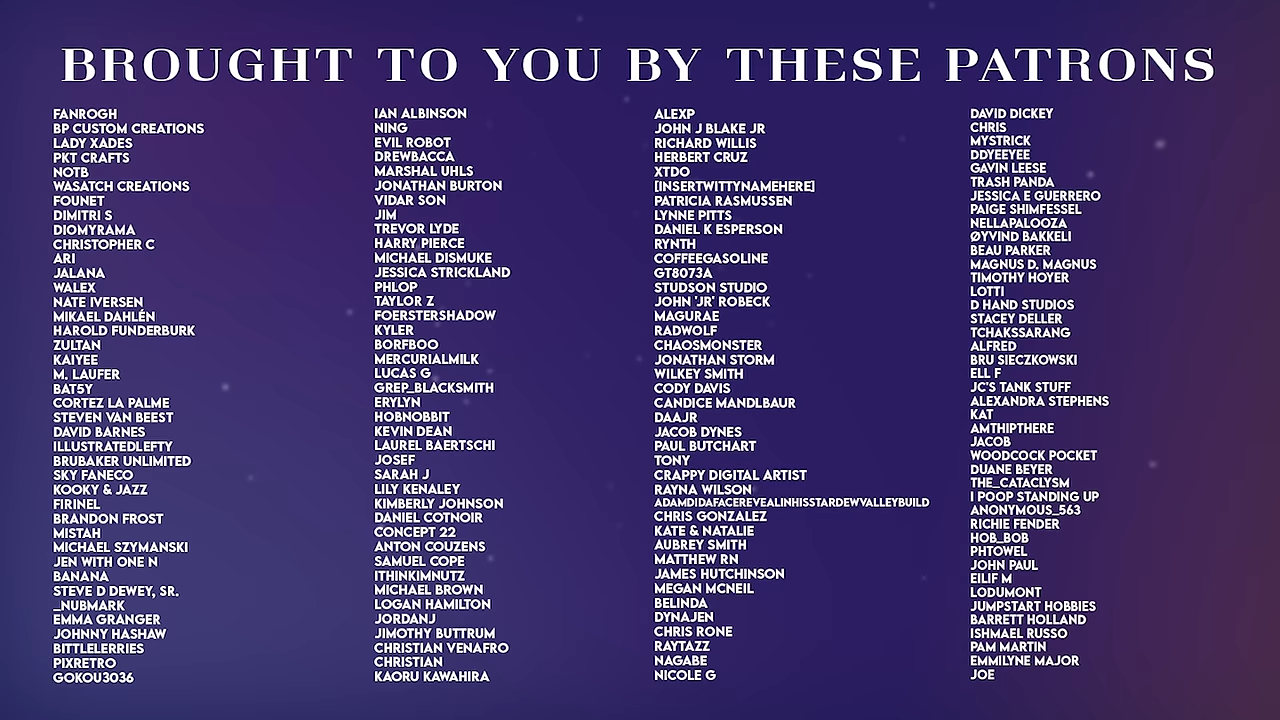 BROUGHT TO YOU BY THESE PATRONS
FANROGH
BP CUSTOM CREATIONS
LADY XADES
PKT CRAFTS
NOTB
WASATCH CREATIONS
FOUNET
DIMITRI S
DIOMYRAMA
CHRISTOPHER C
ARI
JALANA
WALEX
NATE IVERSEN
MIKAEL DAHLÉN
HAROLD FUNDERBURK
ZULTAN
KAIYEE
M. LAUFER
BAT5Y
CORTEZ LA PALME
STEVEN VAN BEEST
DAVID BARNES
ILLUSTRATEDLEFTY
BRUBAKER UNLIMITED
SKY FANECO
KOOKY & JAZZ
FIRINEL
BRANDON FROST
MISTAH
MICHAEL SZYMANSKI
JEN WITH ONE N
BANANA
STEVE D DEWEY, SR.
_NUBMARK
EMMA GRANGER
JOHNNY HASHAW
BITTLELERRIES
PIXRETRO
GOKOU3036
IAN ALBINSON
NING
EVIL ROBOT
DREWBACCA
MARSHAL UHLS
JONATHAN BURTON
VIDAR SON
JIM
TREVOR LYDE
HARRY PIERCE
MICHAEL DISMUKE
JESSICA STRICKLAND
PHLOP
TAYLOR Z
FOERSTERSHADOW
KYLER
BORFBOO
MERCURIALMILK
LUCAS G
GREP_BLACKSMITH
ERYLYN
HOBNOBBIT
KEVIN DEAN
LAUREL BAERTSCHI
JOSEF
SARAH J
LILY KENALEY
KIMBERLY JOHNSON
DANIEL COTNOIR
CONCEPT 22
ANTON COUZENS
SAMUEL COPE
ITHINKIMNUTZ
MICHAEL BROWN
LOGAN HAMILTON
JORDANJ
JIMOTHY BUTTRUM
CHRISTIAN VENAFRO
CHRISTIAN
KAORU KAWAHIRA
ALEXP
JOHN J BLAKE JR
RICHARD WILLIS
HERBERT CRUZ
XTDO
[INSERTWITTYNAMEHERE]
PATRICIA RASMUSSEN
LYNNE PITTS
DANIEL K ESPERSON
RYNTH
COFFEEGASOLINE
GT8073A
STUDSON STUDIO
JOHN 'JR' ROBECK
MAGURAE
RADWOLF
CHAOSMONSTER
JONATHAN STORM
WILKEY SMITH
CODY DAVIS
CANDICE MANDLBAUR
DAAJR
JACOB DYNES
PAUL BUTCHART
TONY
CRAPPY DIGITAL ARTIST
RAYNA WILSON
ADAMDIDAFACEREVEALINHISSTARDEWVALLEYBUILD
CHRIS GONZALEZ
KATE & NATALIE
AUBREY SMITH
MATTHEW RN
JAMES HUTCHINSON
MEGAN MCNEIL
BELINDA
DYNAJEN
CHRIS RONE
RAYTAZZ
NAGABE
NICOLE G
DAVID DICKEY
CHRIS
MYSTRICK
DDYEEYEE
GAVIN LEESE
TRASH PANDA
JESSICA E GUERRERO
PAIGE SHIMFESSEL
NELLAPALOOZA
ØYVIND BAKKELI
BEAU PARKER
MAGNUS D. MAGNUS
TIMOTHY HOYER
LOTTI
D HAND STUDIOS
STACEY DELLER
TCHAKSSARANG
ALFRED
BRU SIECZKOWSKI
ELL F
JC'S TANK STUFF
ALEXANDRA STEPHENS
KAT
AMTHIPTHERE
JACOB
WOODCOCK POCKET
DUANE BEYER
THE_CATACLYSM
I POOP STANDING UP
ANONYMOUS_563
RICHIE FENDER
HOB_BOB
PHTOWEL
JOHN PAUL
EILIF M
LODUMONT
JUMPSTART HOBBIES
BARRETT HOLLAND
ISHMAEL RUSSO
PAM MARTIN
EMMILYNE MAJOR
JOE